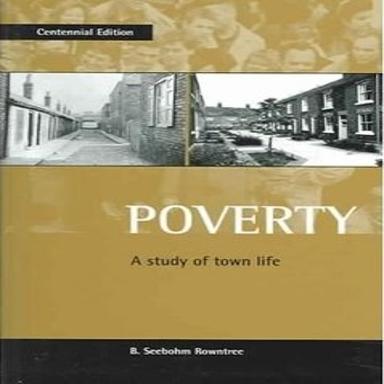 Centennial Edition
POVERTY
A study of town life
B. Seebohm Rowntree